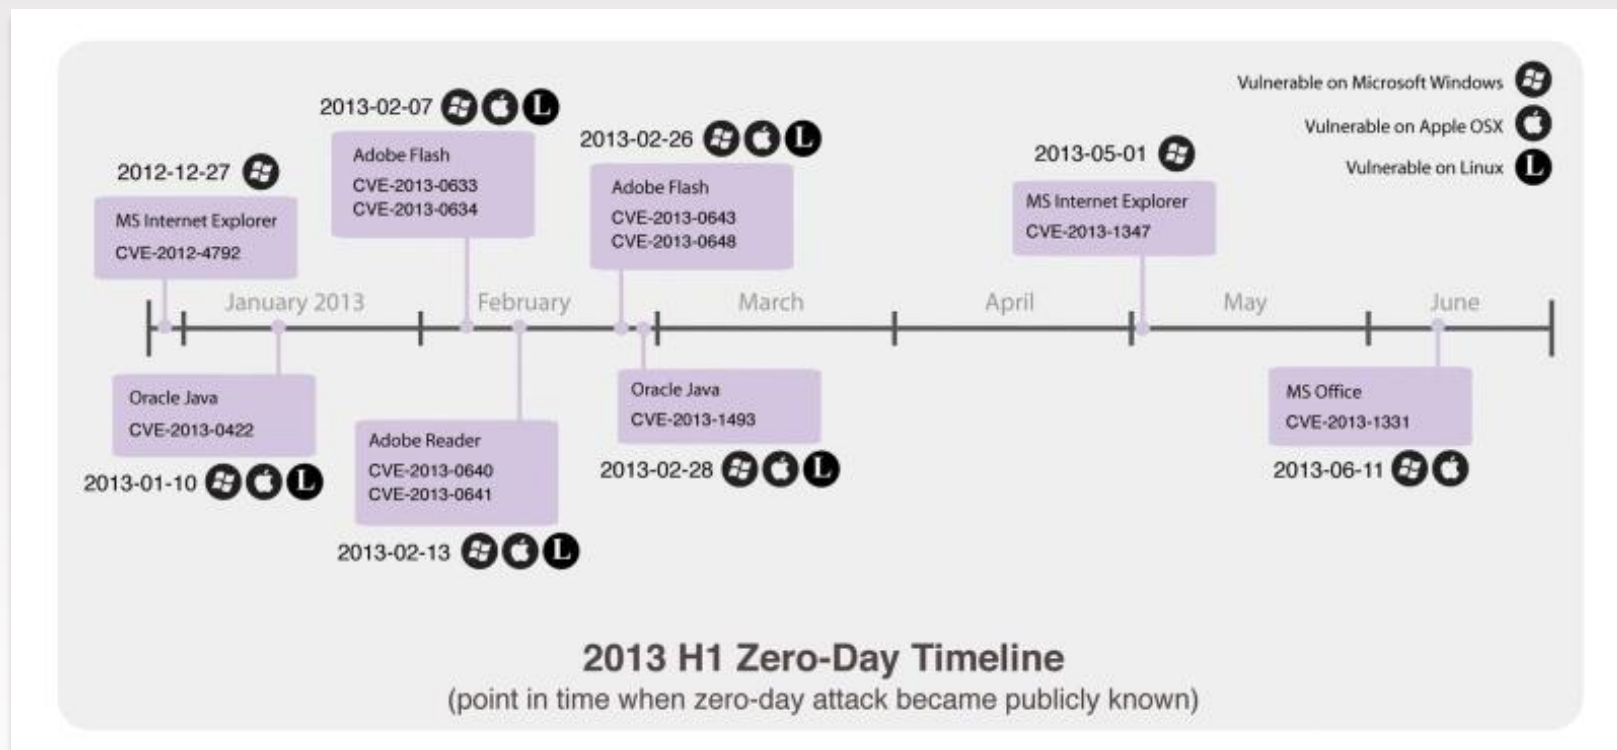 Vulnerable on Microsoft Windows
Vulnerable on Apple OSX
Vulnerable on Linux L
2012-12-27
MS Internet Explorer
CVE-2012-4792
2013-02-07 L
Adobe Flash
CVE-2013-0633
CVE-2013-0634
2013-02-26 L
Adobe Flash
CVE-2013-0643
CVE-2013-0648
2013-05-01
MS Internet Explorer
CVE-2013-1347
January 2013 February March April May June
Oracle Java
CVE-2013-0422
2013-01-10 L
Adobe Reader
CVE-2013-0640
CVE-2013-0641
2013-02-13 L
Oracle Java
CVE-2013-1493
2013-02-28 L
MS Office
CVE-2013-1331
2013-06-11
2013 H1 Zero-Day Timeline
(point in time when zero-day attack became publicly known)